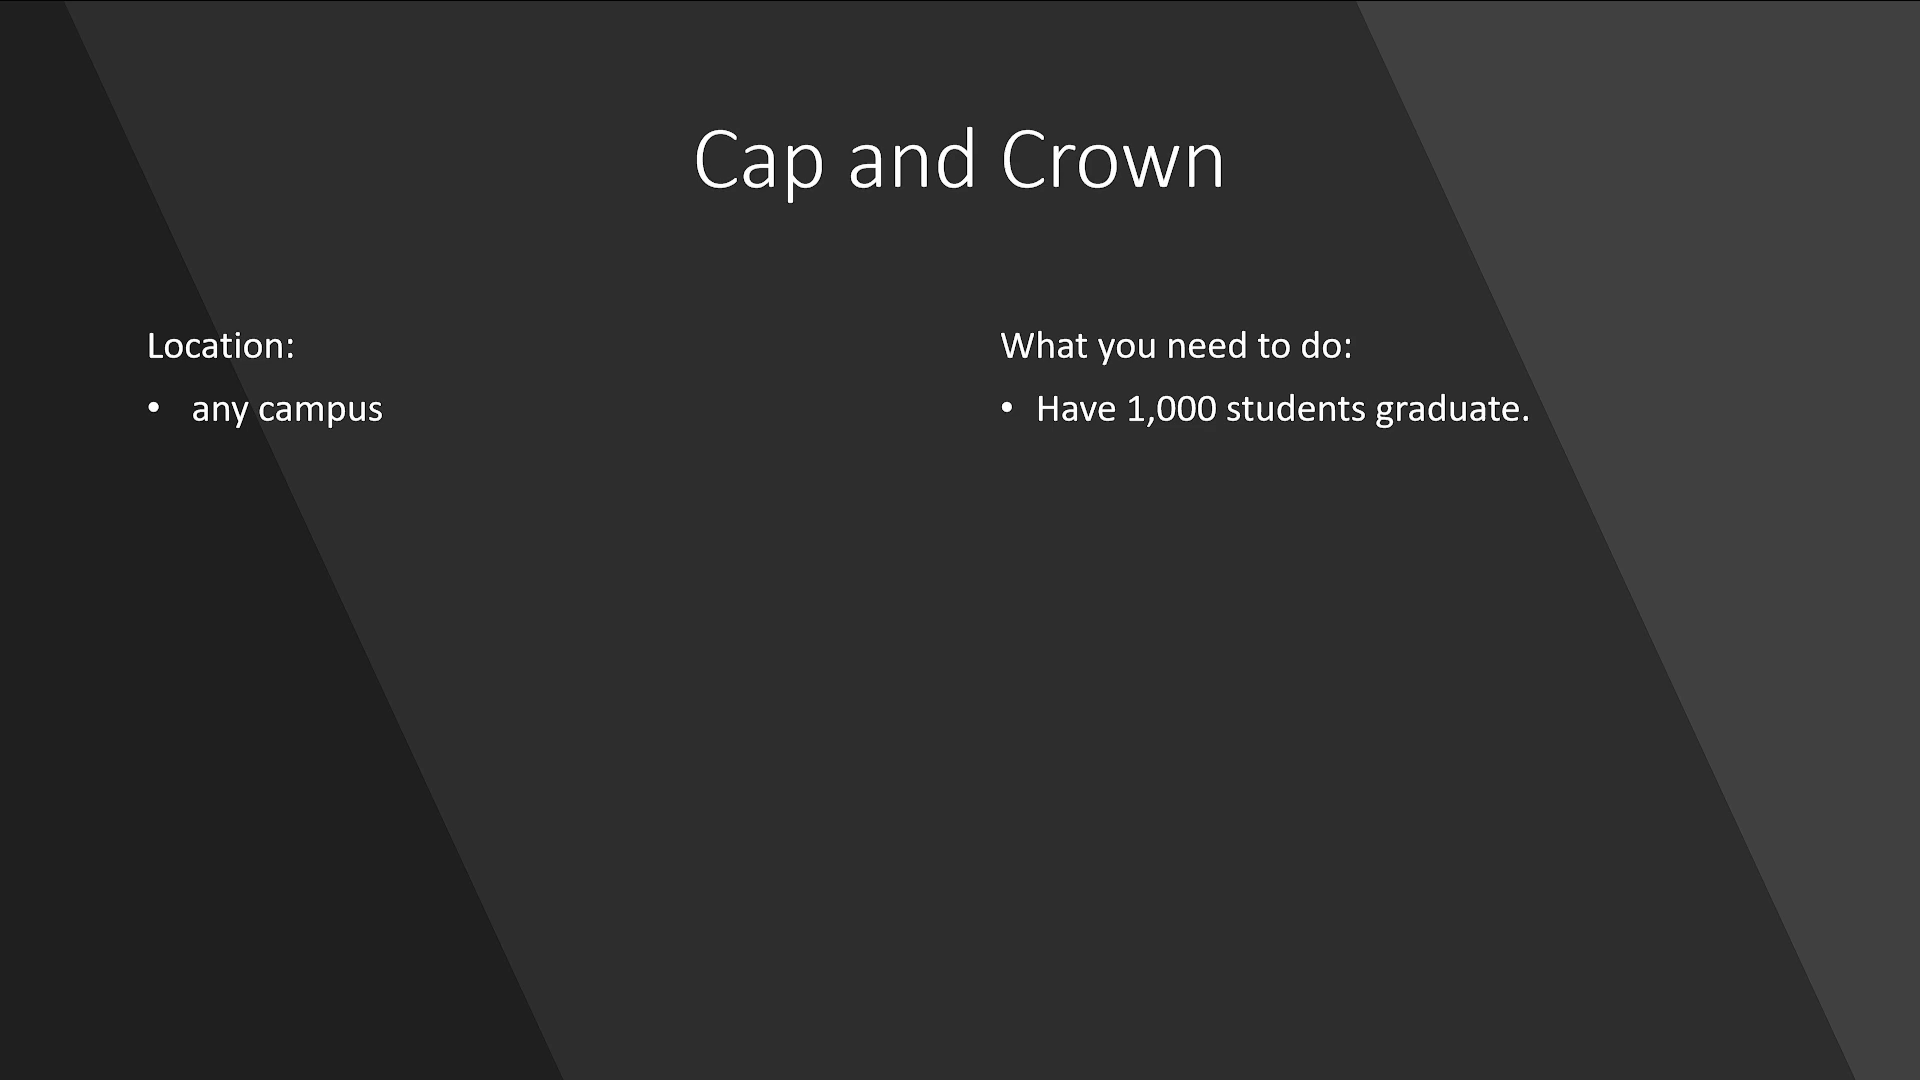 Cap and Crown
Location:
• any campus
What you need to do:
• Have 1,000 students graduate.